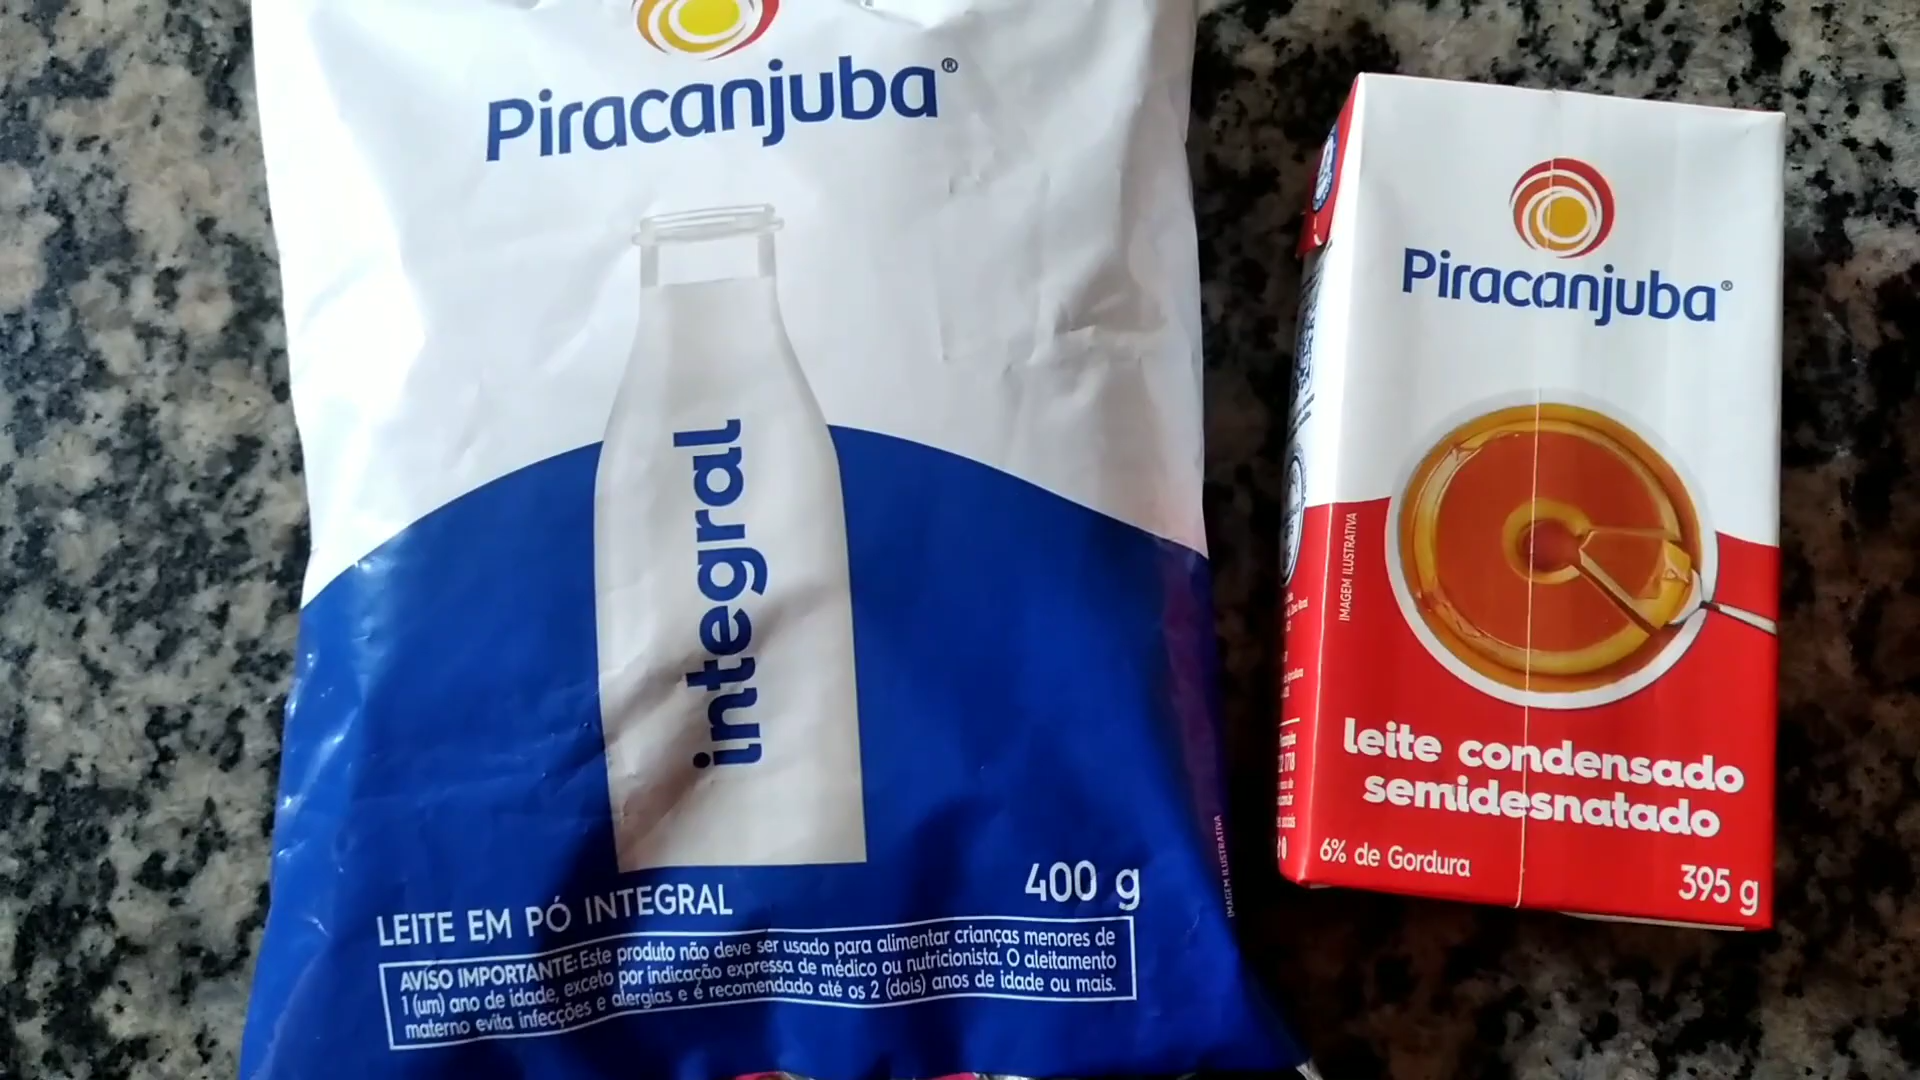 Piracanjuba®
integral
LEITE EM PÓ INTEGRAL
400 g
AVISO IMPORTANTE: Este produto não deve ser usado para alimentar crianças menores de
1 (um) ano de idade, exceto por indicação expressa de médico ou nutricionista. O aleitamento
materno evita infecções e alergias e é recomendado até os 2 (dois) anos de idade ou mais.
IMAGEM ILUSTRATIVA
Piracanjuba®
IMAGEM ILUSTRATIVA
leite condensado
semidesnatado
6% de Gordura
395 g